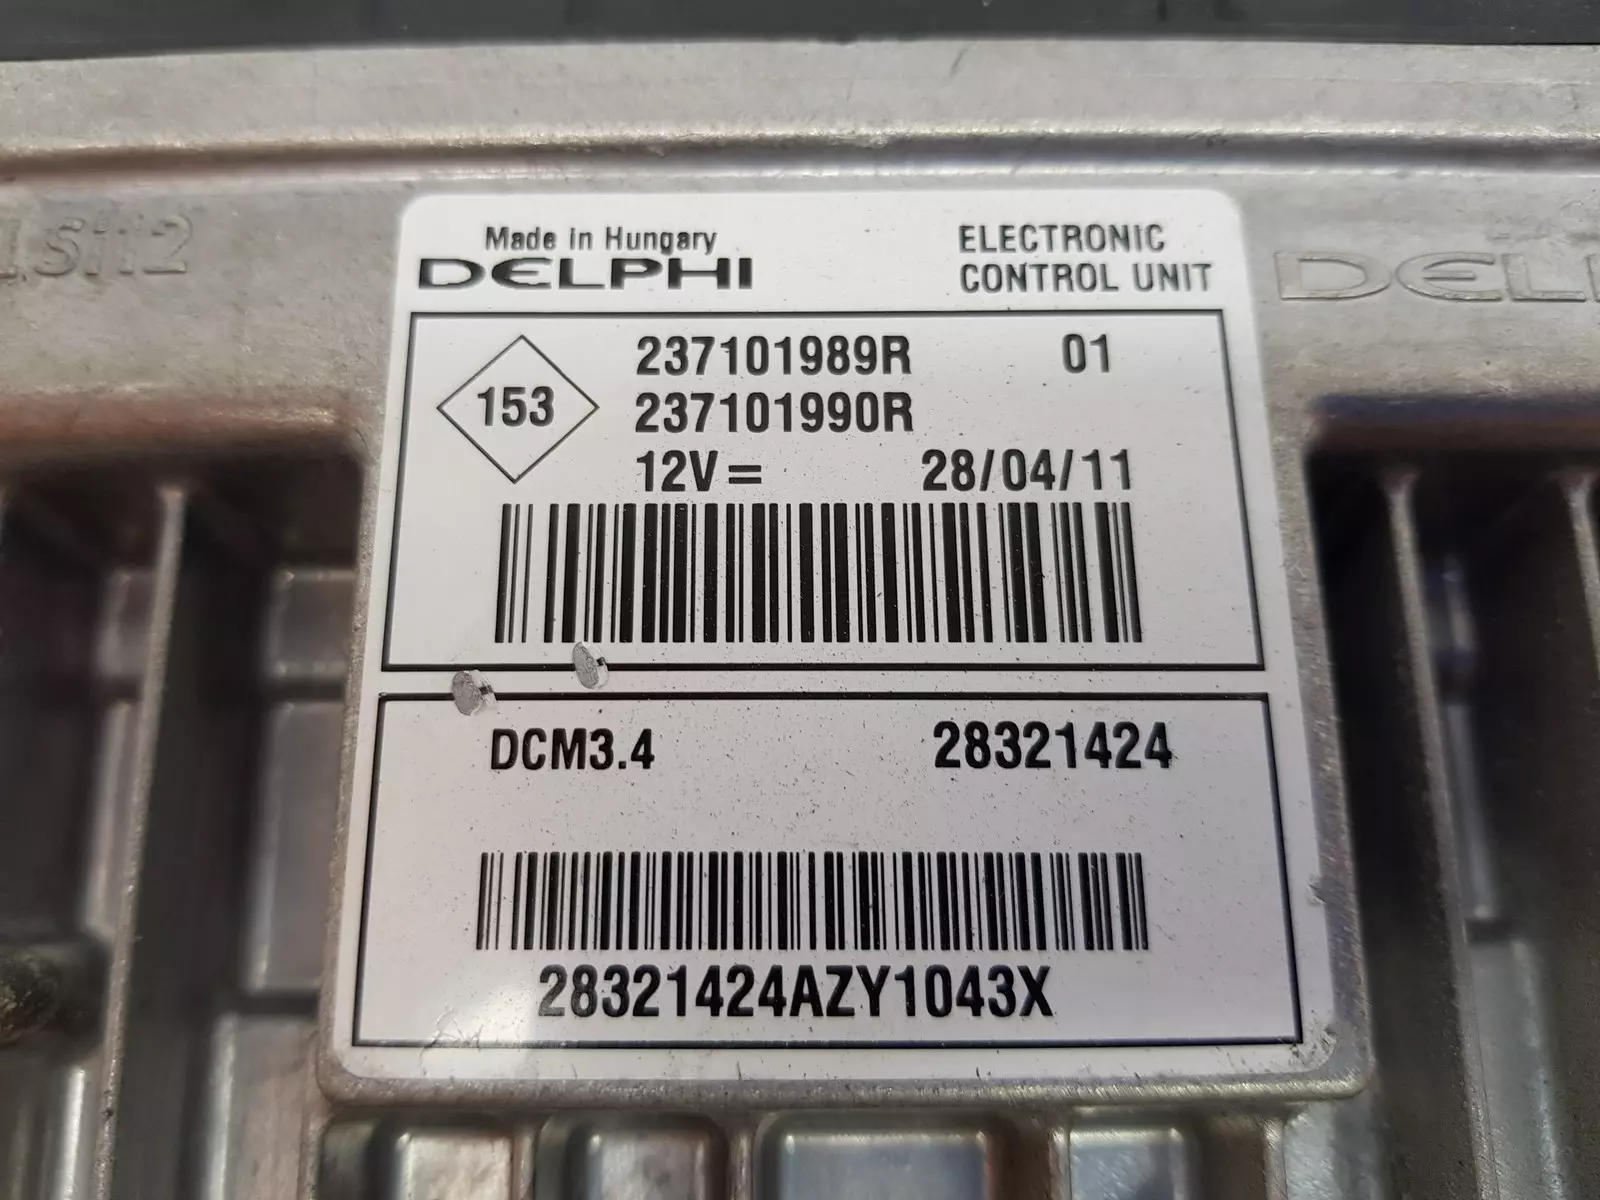 Made in Hungary
DELPHI
ELECTRONIC
CONTROL UNIT
153
237101989R 01
237101990R
12V= 28/04/11
DCM3.4 28321424
28321424AZY1043X
DEL